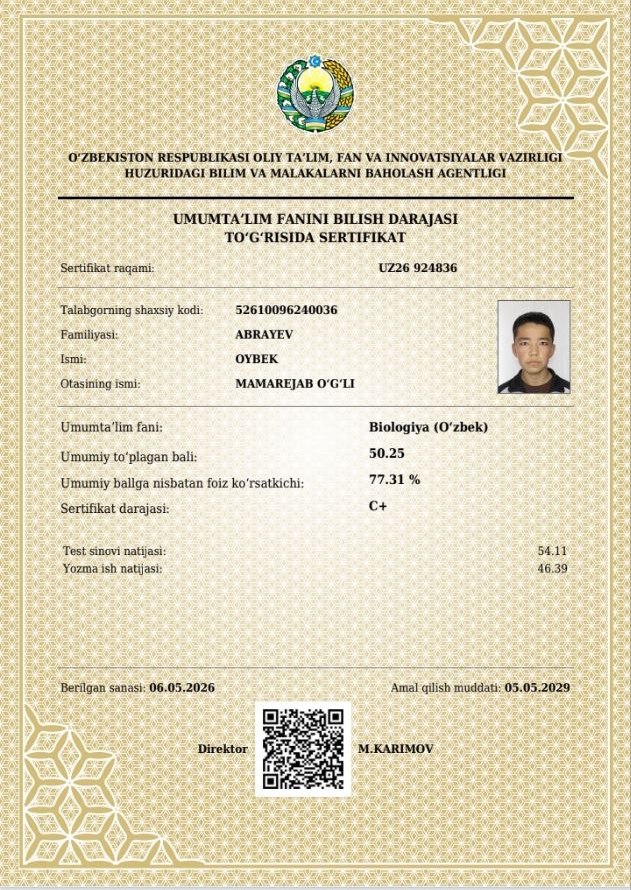 O‘ZBEKISTON RESPUBLIKASI OLIY TA’LIM, FAN VA INNOVATSIYALAR VAZIRLIGI
HUZURIDAGI BILIM VA MALAKALARNI BAHOLASH AGENTLIGI
UMUMTA’LIM FANINI BILISH DARAJASI
TO‘G‘RISIDA SERTIFIKAT
Sertifikat raqami: UZ26 924836
Talabgorning shaxsiy kodi: 52610096240036
Familiyasi: ABRAYEV
Ismi: OYBEK
Otasining ismi: MAMAREJAB O‘G‘LI
Umumta’lim fani: Biologiya (O‘zbek)
Umumiy to‘plagan bali: 50.25
Umumiy ballga nisbatan foiz ko‘rsatkichi: 77.31 %
Sertifikat darajasi: C+
Test sinovi natijasi: 54.11
Yozma ish natijasi: 46.39
Berilgan sanasi: 06.05.2026 Amal qilish muddati: 05.05.2029
Direktor M.KARIMOV